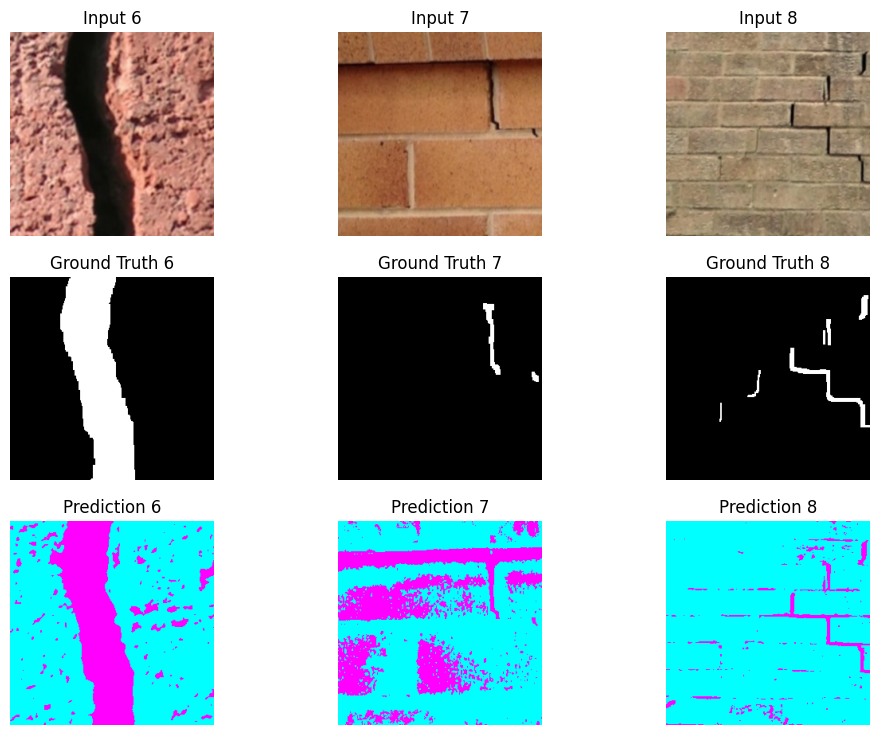 Input 6
Input 7
Input 8
Ground Truth 6
Ground Truth 7
Ground Truth 8
Prediction 6
Prediction 7
Prediction 8